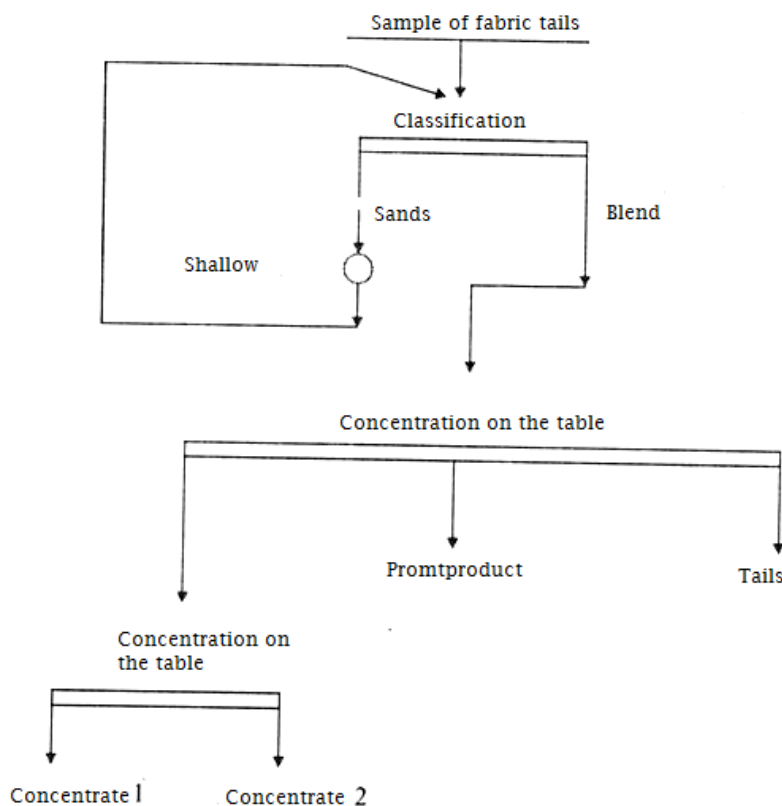 Sample of fabric tails
Classification
Sands
Blend
Shallow
Concentration on the table
Promtproduct
Tails
Concentration on
the table
Concentrate 1
Concentrate 2